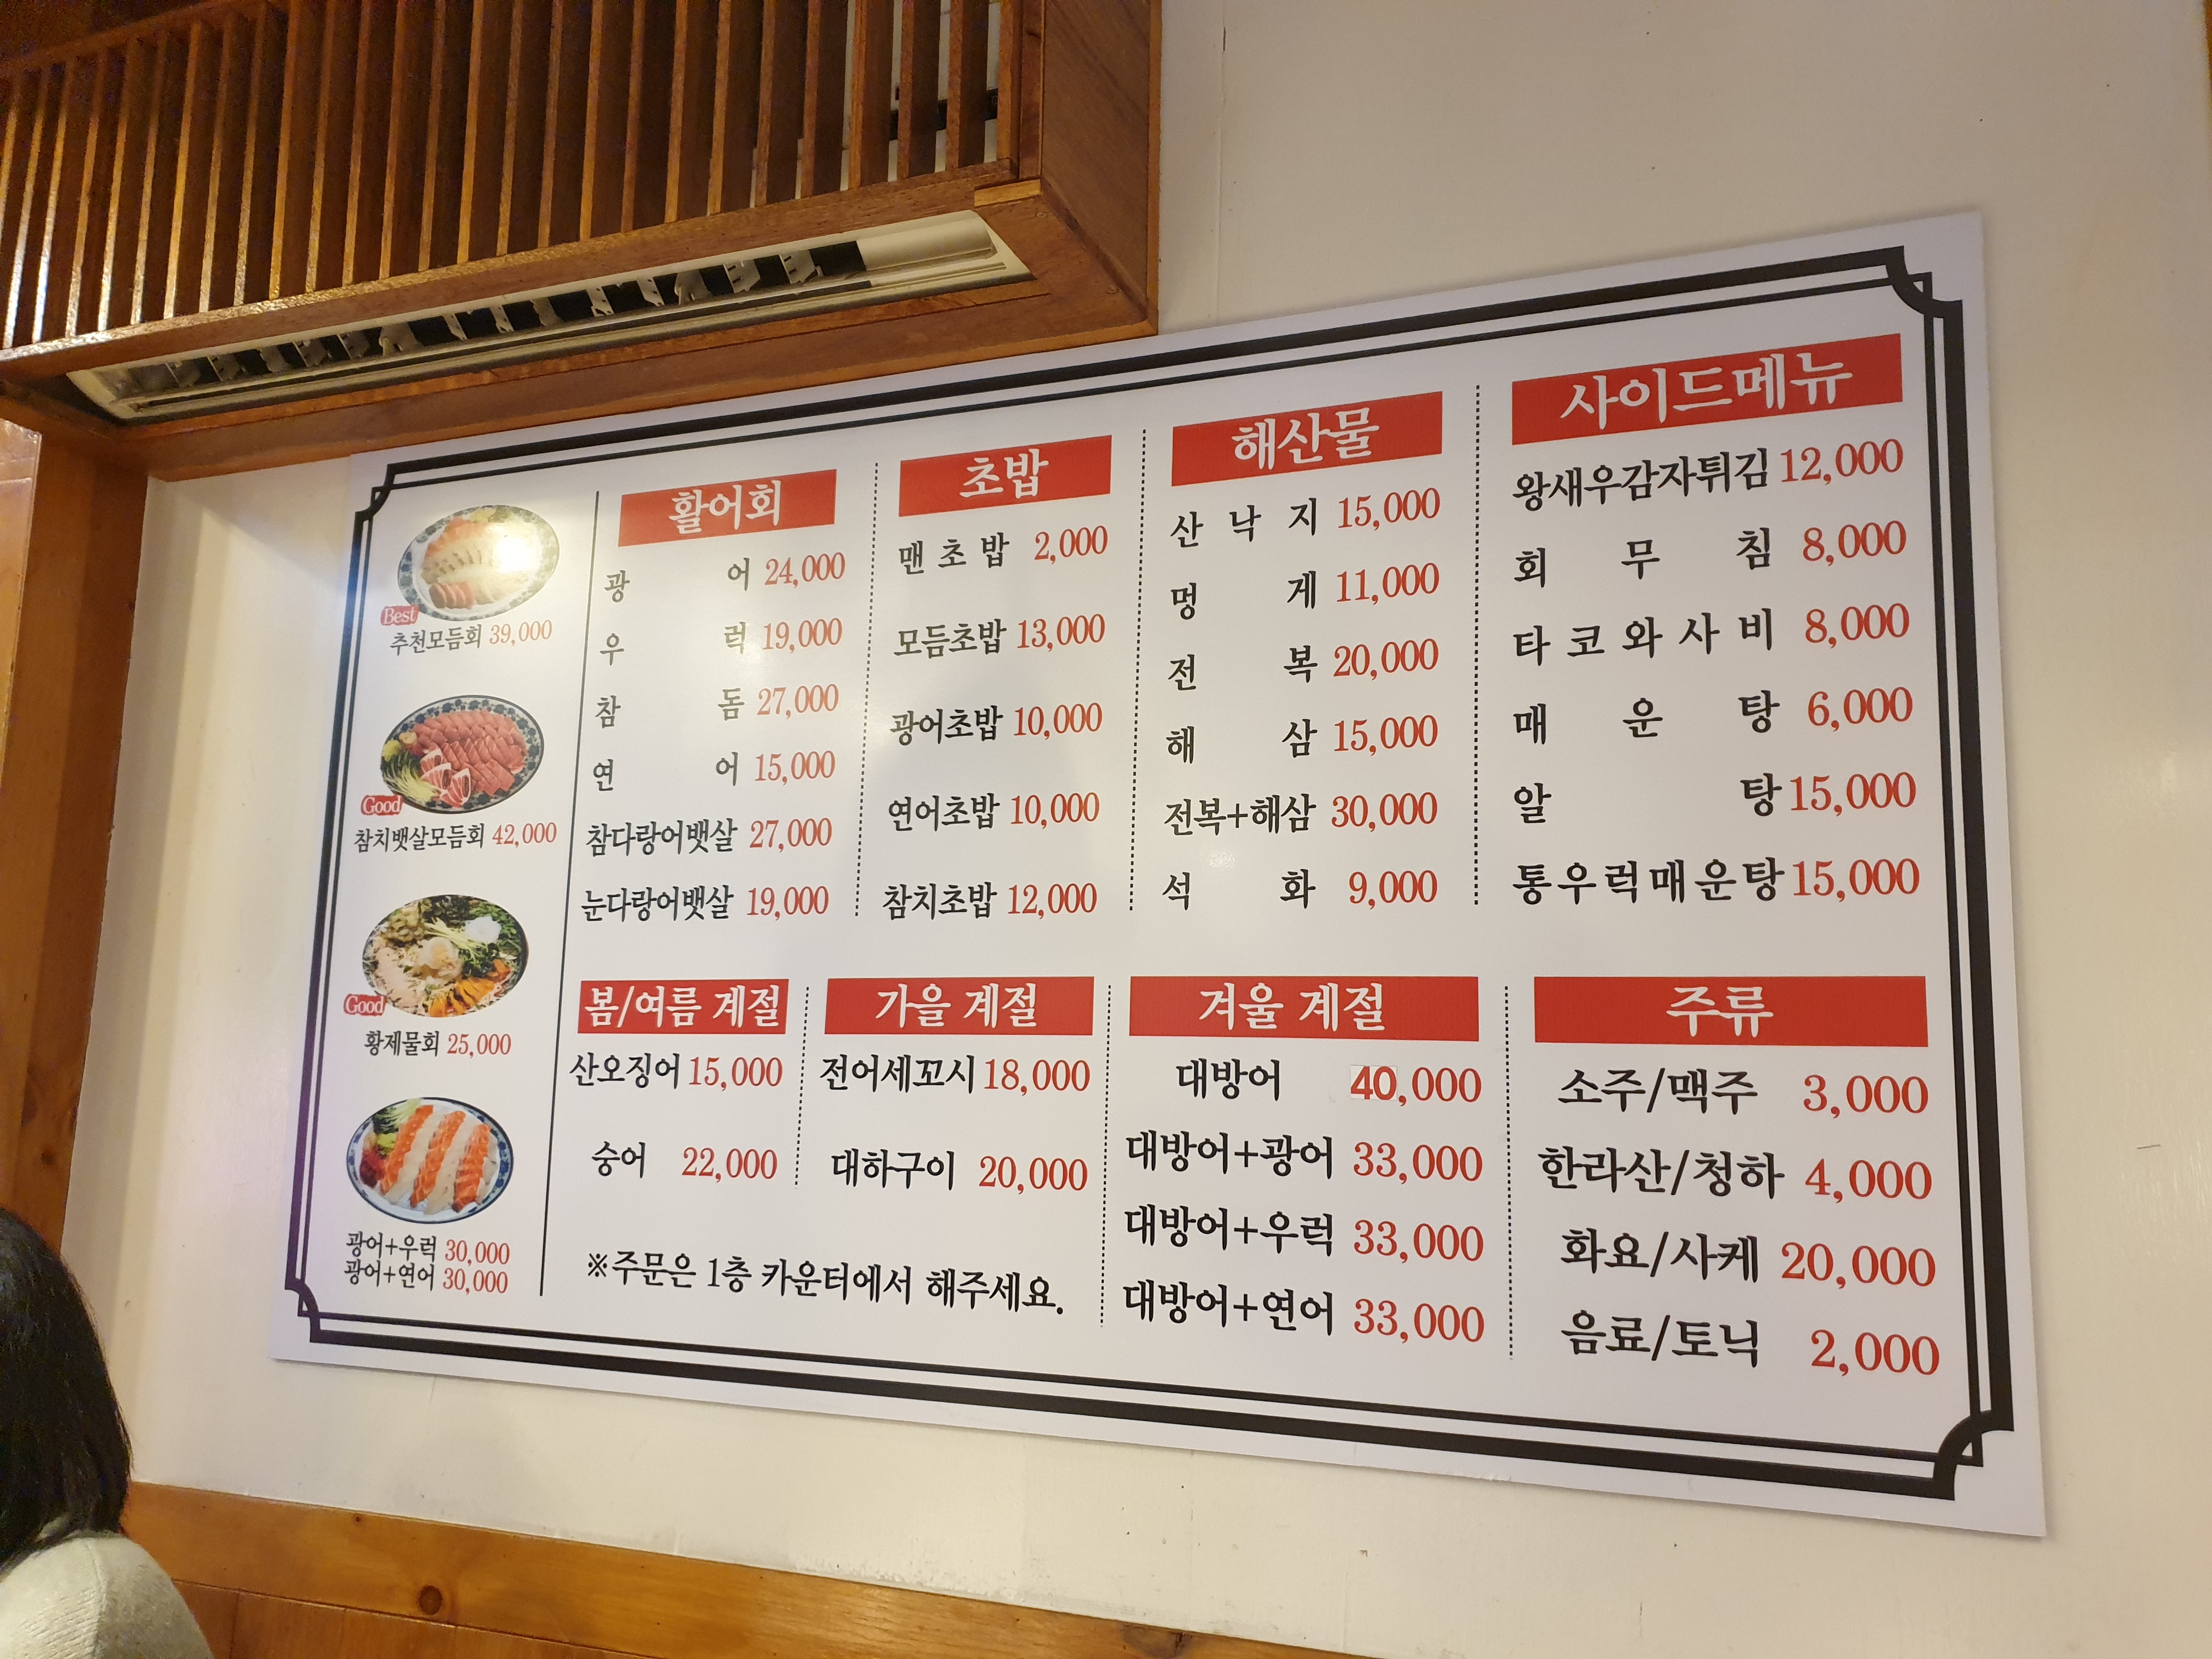 Best
추천모듬회 39,000
Good
참치뱃살모듬회 42,000
Good
황제물회 25,000
광어+우럭 30,000
광어+연어 30,000
활어회
광어 24,000
우럭 19,000
참돔 27,000
연어 15,000
참다랑어뱃살 27,000
눈다랑어뱃살 19,000
초밥
맨초밥 2,000
모듬초밥 13,000
광어초밥 10,000
연어초밥 10,000
참치초밥 12,000
해산물
산낙지 15,000
멍게 11,000
전복 20,000
해삼 15,000
전복+해삼 30,000
석화 9,000
사이드메뉴
왕새우감자튀김 12,000
회무침 8,000
타코와사비 8,000
매운탕 6,000
알탕 15,000
통우럭매운탕 15,000
봄/여름 계절
산오징어 15,000
숭어 22,000
가을 계절
전어세꼬시 18,000
대하구이 20,000
※주문은 1층 카운터에서 해주세요.
겨울 계절
대방어 40,000
대방어+광어 33,000
대방어+우럭 33,000
대방어+연어 33,000
주류
소주/맥주 3,000
한라산/청하 4,000
화요/사케 20,000
음료/토닉 2,000